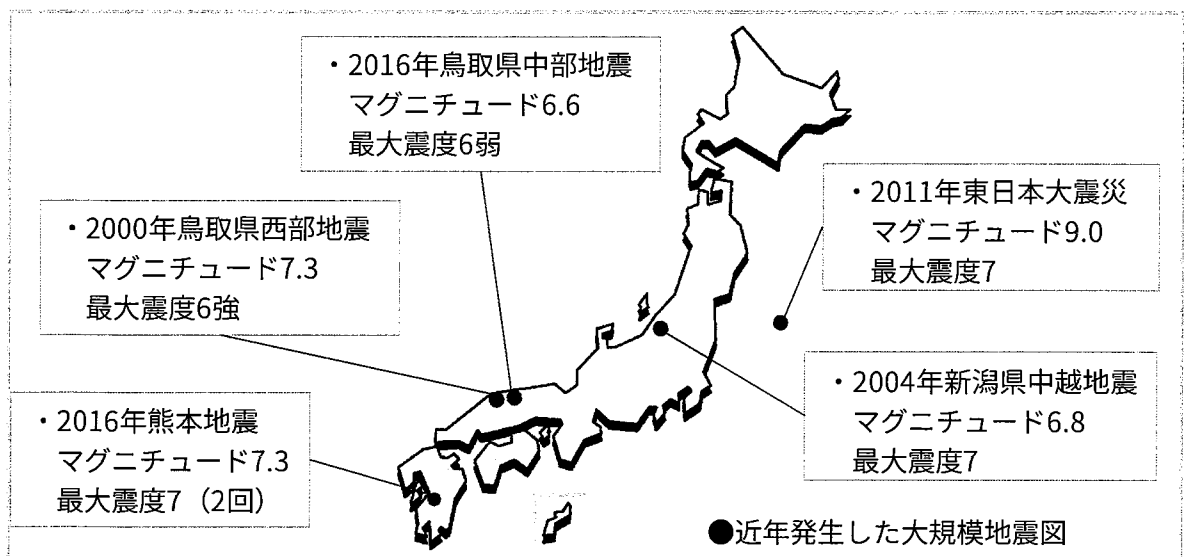 ・2016年鳥取県中部地震
マグニチュード6.6
最大震度6弱
・2000年鳥取県西部地震
マグニチュード7.3
最大震度6強
・2011年東日本大震災
マグニチュード9.0
最大震度7
・2016年熊本地震
マグニチュード7.3
最大震度7（2回）
・2004年新潟県中越地震
マグニチュード6.8
最大震度7
●近年発生した大規模地震図